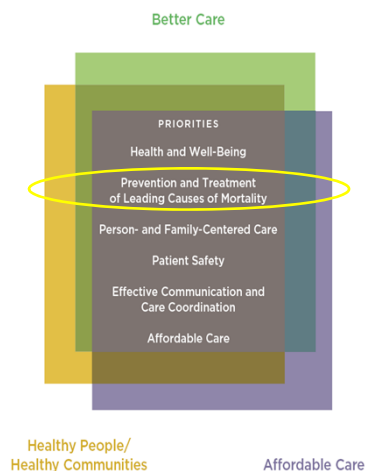 Better Care
PRIORITIES
Health and Well-Being
Prevention and Treatment
of Leading Causes of Mortality
Person- and Family-Centered Care
Patient Safety
Effective Communication and
Care Coordination
Affordable Care
Healthy People/
Healthy Communities
Affordable Care